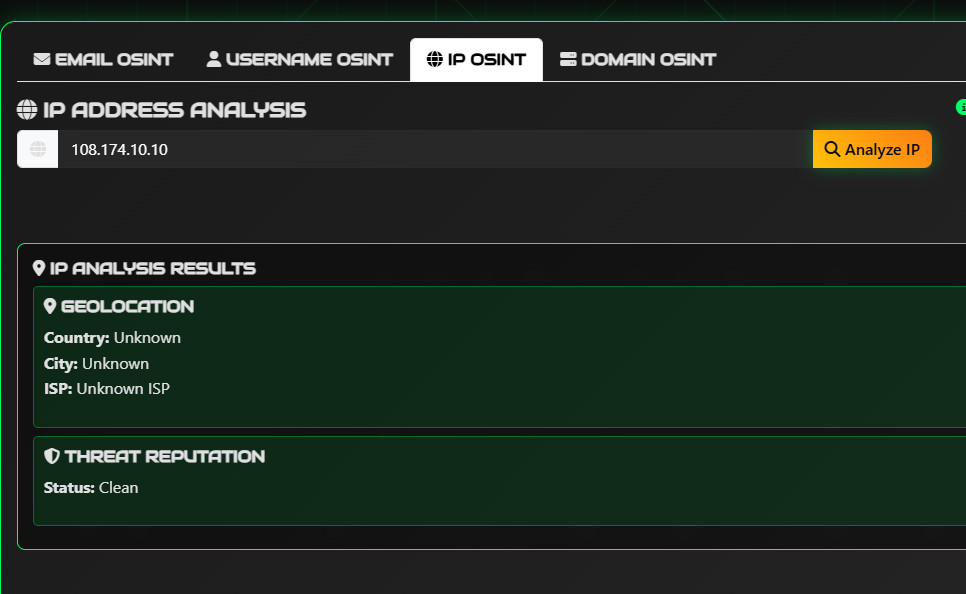 EMAIL OSINT USERNAME OSINT IP OSINT DOMAIN OSINT
IP ADDRESS ANALYSIS
108.174.10.10 Analyze IP
IP ANALYSIS RESULTS
GEOLOCATION
Country: Unknown
City: Unknown
ISP: Unknown ISP
THREAT REPUTATION
Status: Clean